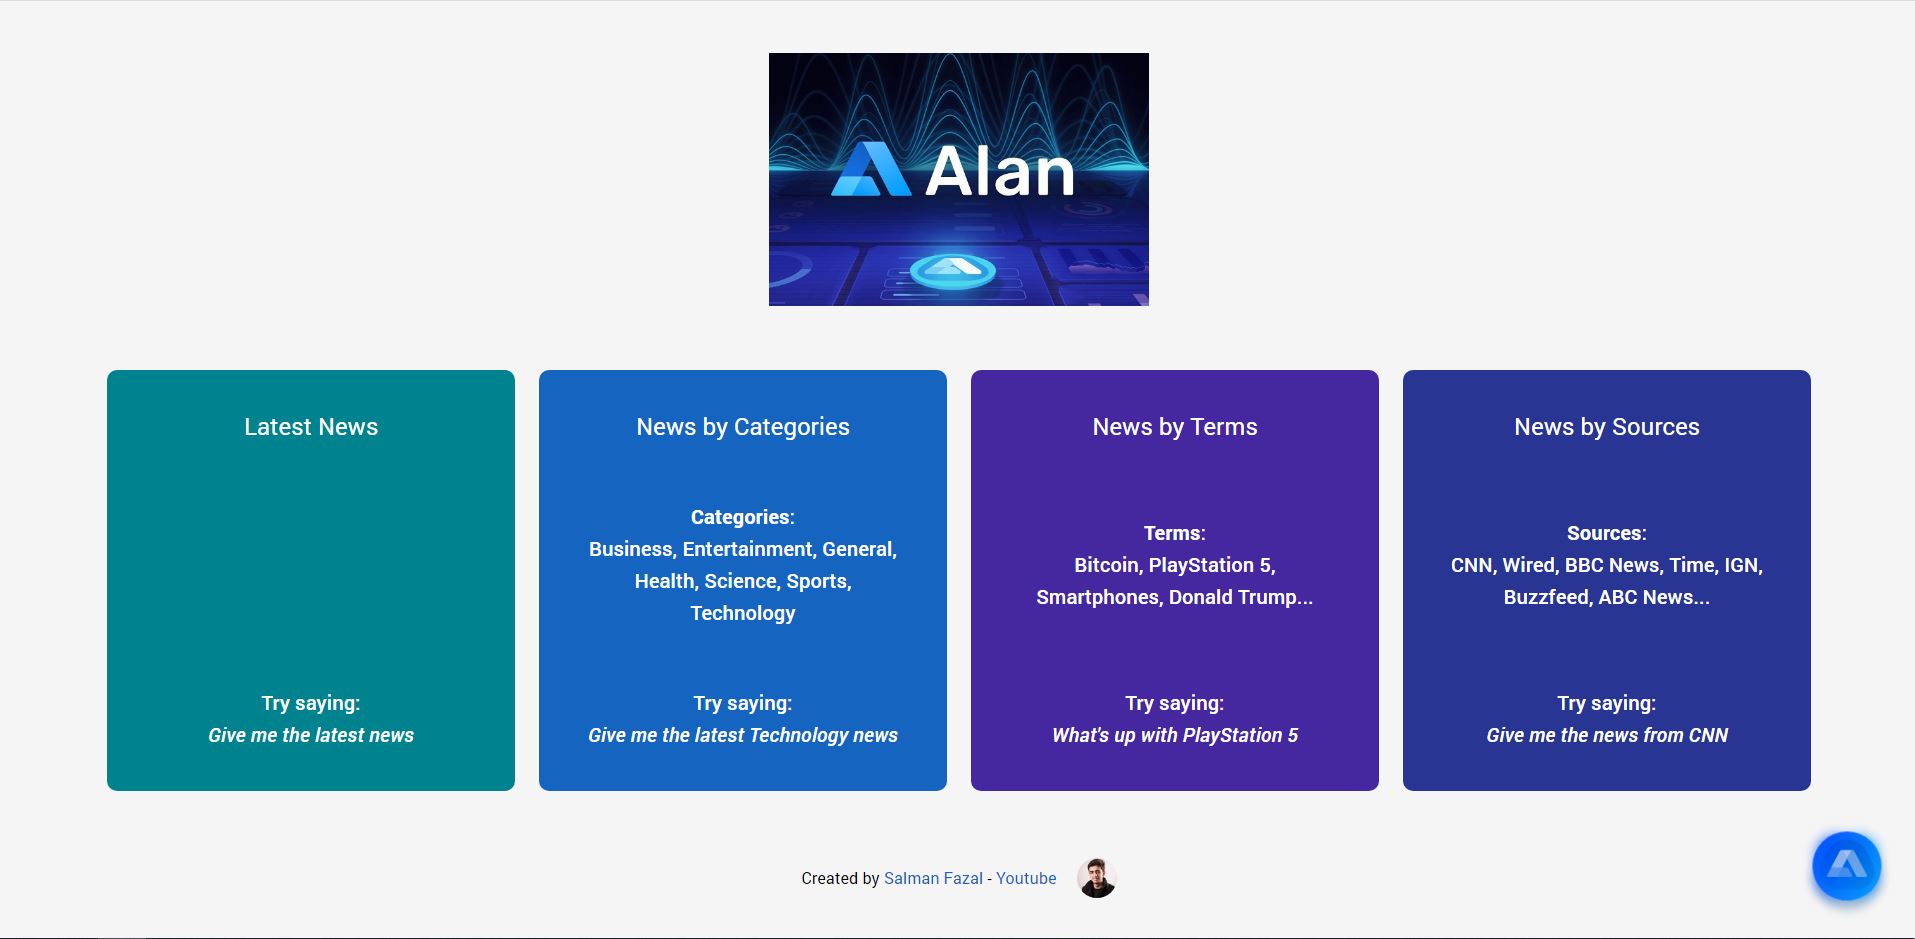 Alan
Latest News
Try saying:
Give me the latest news
News by Categories
Categories:
Business, Entertainment, General,
Health, Science, Sports,
Technology
Try saying:
Give me the latest Technology news
News by Terms
Terms:
Bitcoin, PlayStation 5,
Smartphones, Donald Trump...
Try saying:
What's up with PlayStation 5
News by Sources
Sources:
CNN, Wired, BBC News, Time, IGN,
Buzzfeed, ABC News...
Try saying:
Give me the news from CNN
Created by Salman Fazal - Youtube